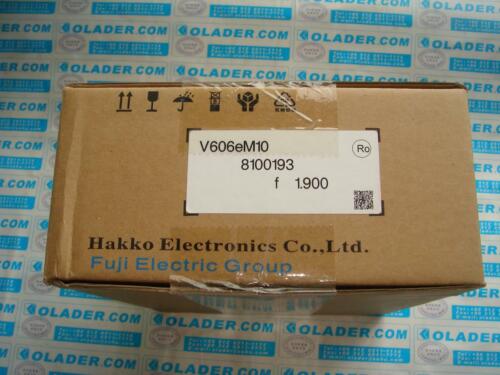 V606eM10
8100193
f 1.900
Ro
Hakko Electronics Co.,Ltd.
Fuji Electric Group
OLADER.COM